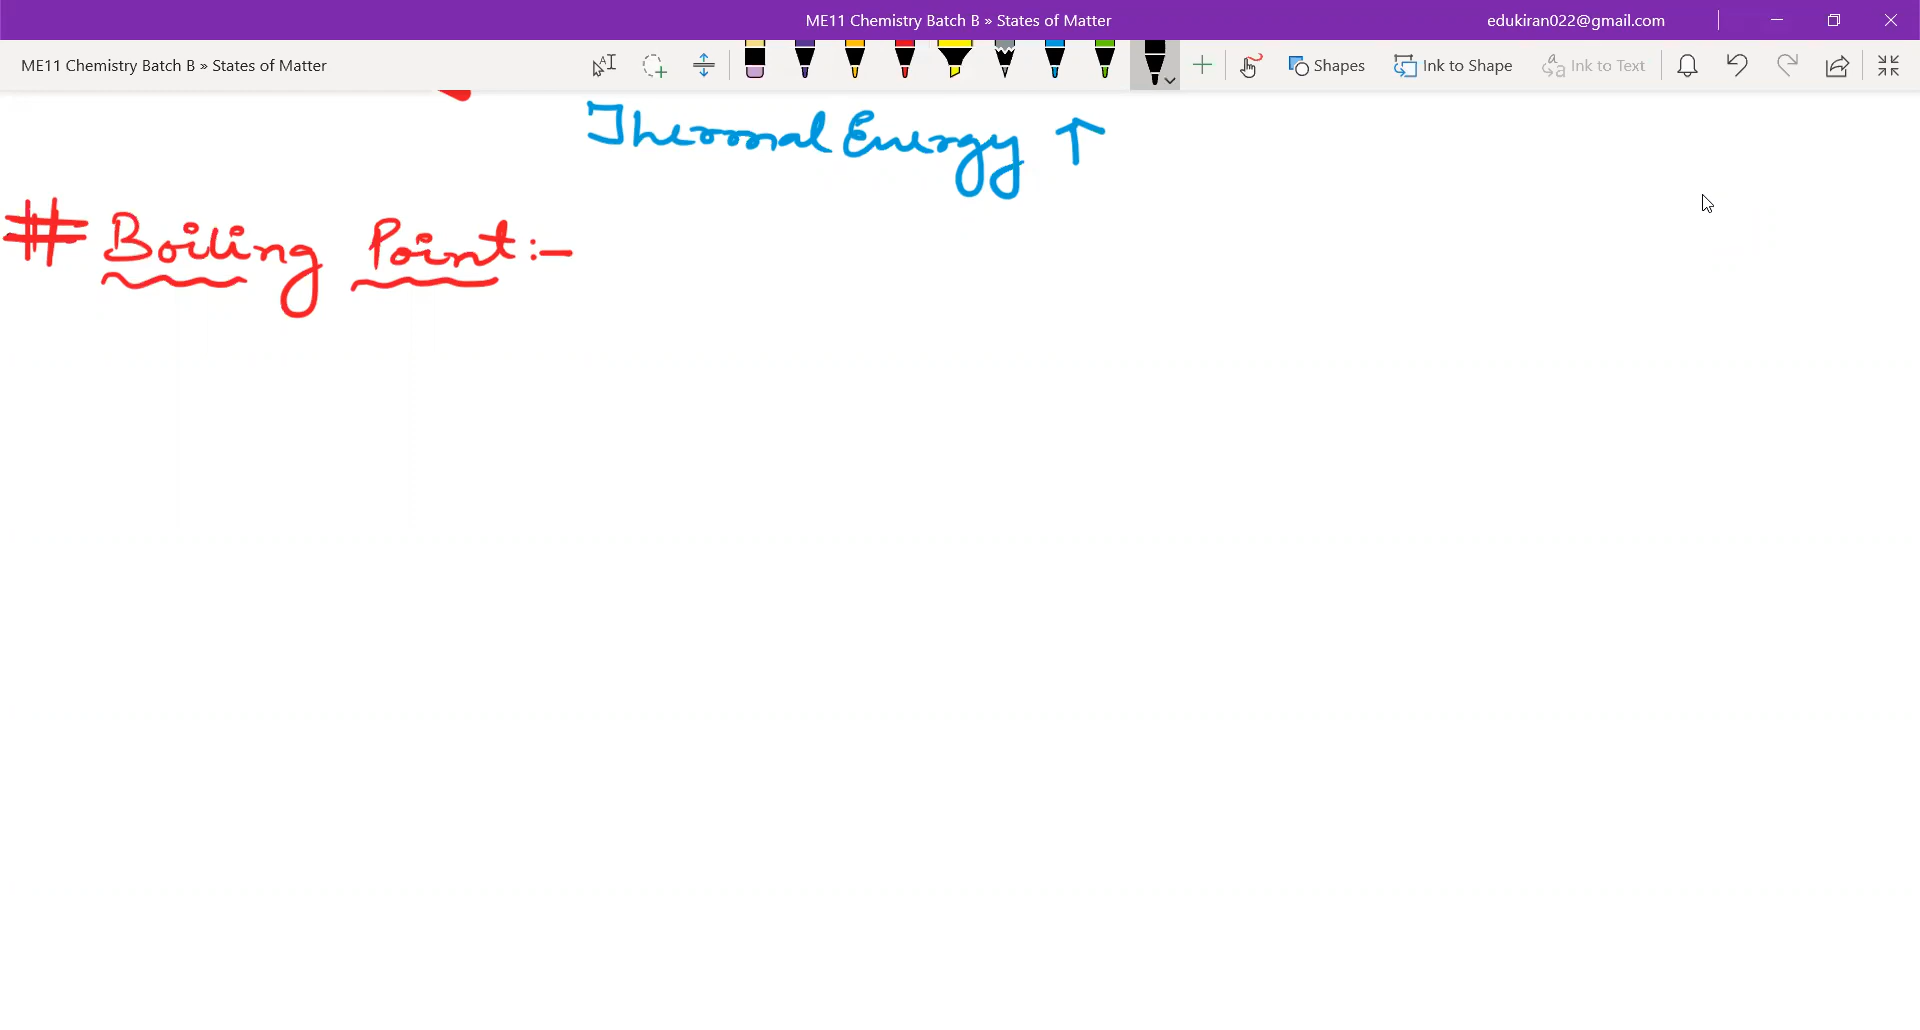 ME11 Chemistry Batch B » States of Matter
edukiran022@gmail.com
ME11 Chemistry Batch B » States of Matter
Shapes
Ink to Shape
Ink to Text
Thermal Energy ↑
# Boiling Point :-